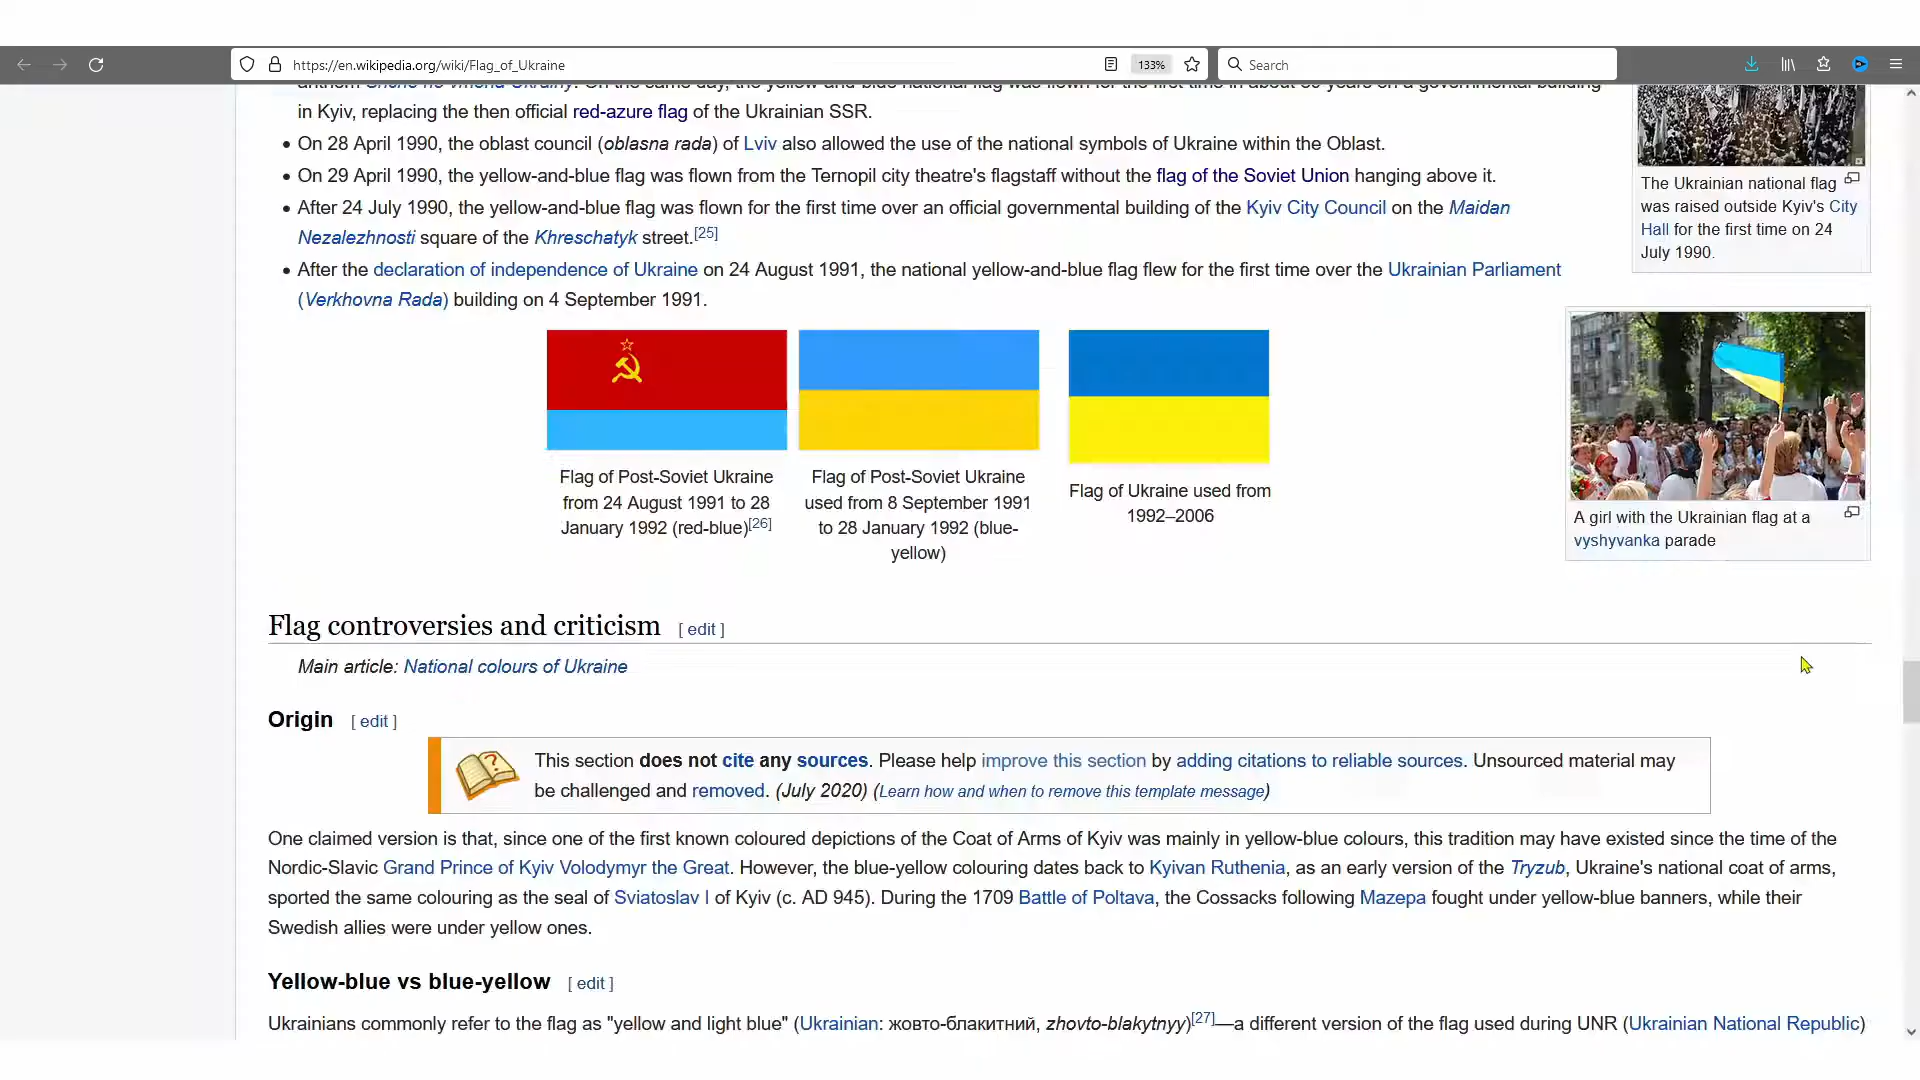 https://en.wikipedia.org/wiki/Flag_of_Ukraine
133%
Search
in Kyiv, replacing the then official red-azure flag of the Ukrainian SSR.
• On 28 April 1990, the oblast council (oblasna rada) of Lviv also allowed the use of the national symbols of Ukraine within the Oblast.
• On 29 April 1990, the yellow-and-blue flag was flown from the Ternopil city theatre's flagstaff without the flag of the Soviet Union hanging above it.
• After 24 July 1990, the yellow-and-blue flag was flown for the first time over an official governmental building of the Kyiv City Council on the Maidan
Nezalezhnosti square of the Khreschatyk street.[25]
• After the declaration of independence of Ukraine on 24 August 1991, the national yellow-and-blue flag flew for the first time over the Ukrainian Parliament
(Verkhovna Rada) building on 4 September 1991.
The Ukrainian national flag
was raised outside Kyiv's City
Hall for the first time on 24
July 1990.
Flag of Post-Soviet Ukraine
from 24 August 1991 to 28
January 1992 (red-blue)[26]
Flag of Post-Soviet Ukraine
used from 8 September 1991
to 28 January 1992 (blue-
yellow)
Flag of Ukraine used from
1992–2006
A girl with the Ukrainian flag at a
vyshyvanka parade
Flag controversies and criticism [ edit ]
Main article: National colours of Ukraine
Origin [ edit ]
This section does not cite any sources. Please help improve this section by adding citations to reliable sources. Unsourced material may
be challenged and removed. (July 2020) (Learn how and when to remove this template message)
One claimed version is that, since one of the first known coloured depictions of the Coat of Arms of Kyiv was mainly in yellow-blue colours, this tradition may have existed since the time of the
Nordic-Slavic Grand Prince of Kyiv Volodymyr the Great. However, the blue-yellow colouring dates back to Kyivan Ruthenia, as an early version of the Tryzub, Ukraine's national coat of arms,
sported the same colouring as the seal of Sviatoslav I of Kyiv (c. AD 945). During the 1709 Battle of Poltava, the Cossacks following Mazepa fought under yellow-blue banners, while their
Swedish allies were under yellow ones.
Yellow-blue vs blue-yellow [ edit ]
Ukrainians commonly refer to the flag as "yellow and light blue" (Ukrainian: жовто-блакитний, zhovto-blakytnyy)[27]—a different version of the flag used during UNR (Ukrainian National Republic)